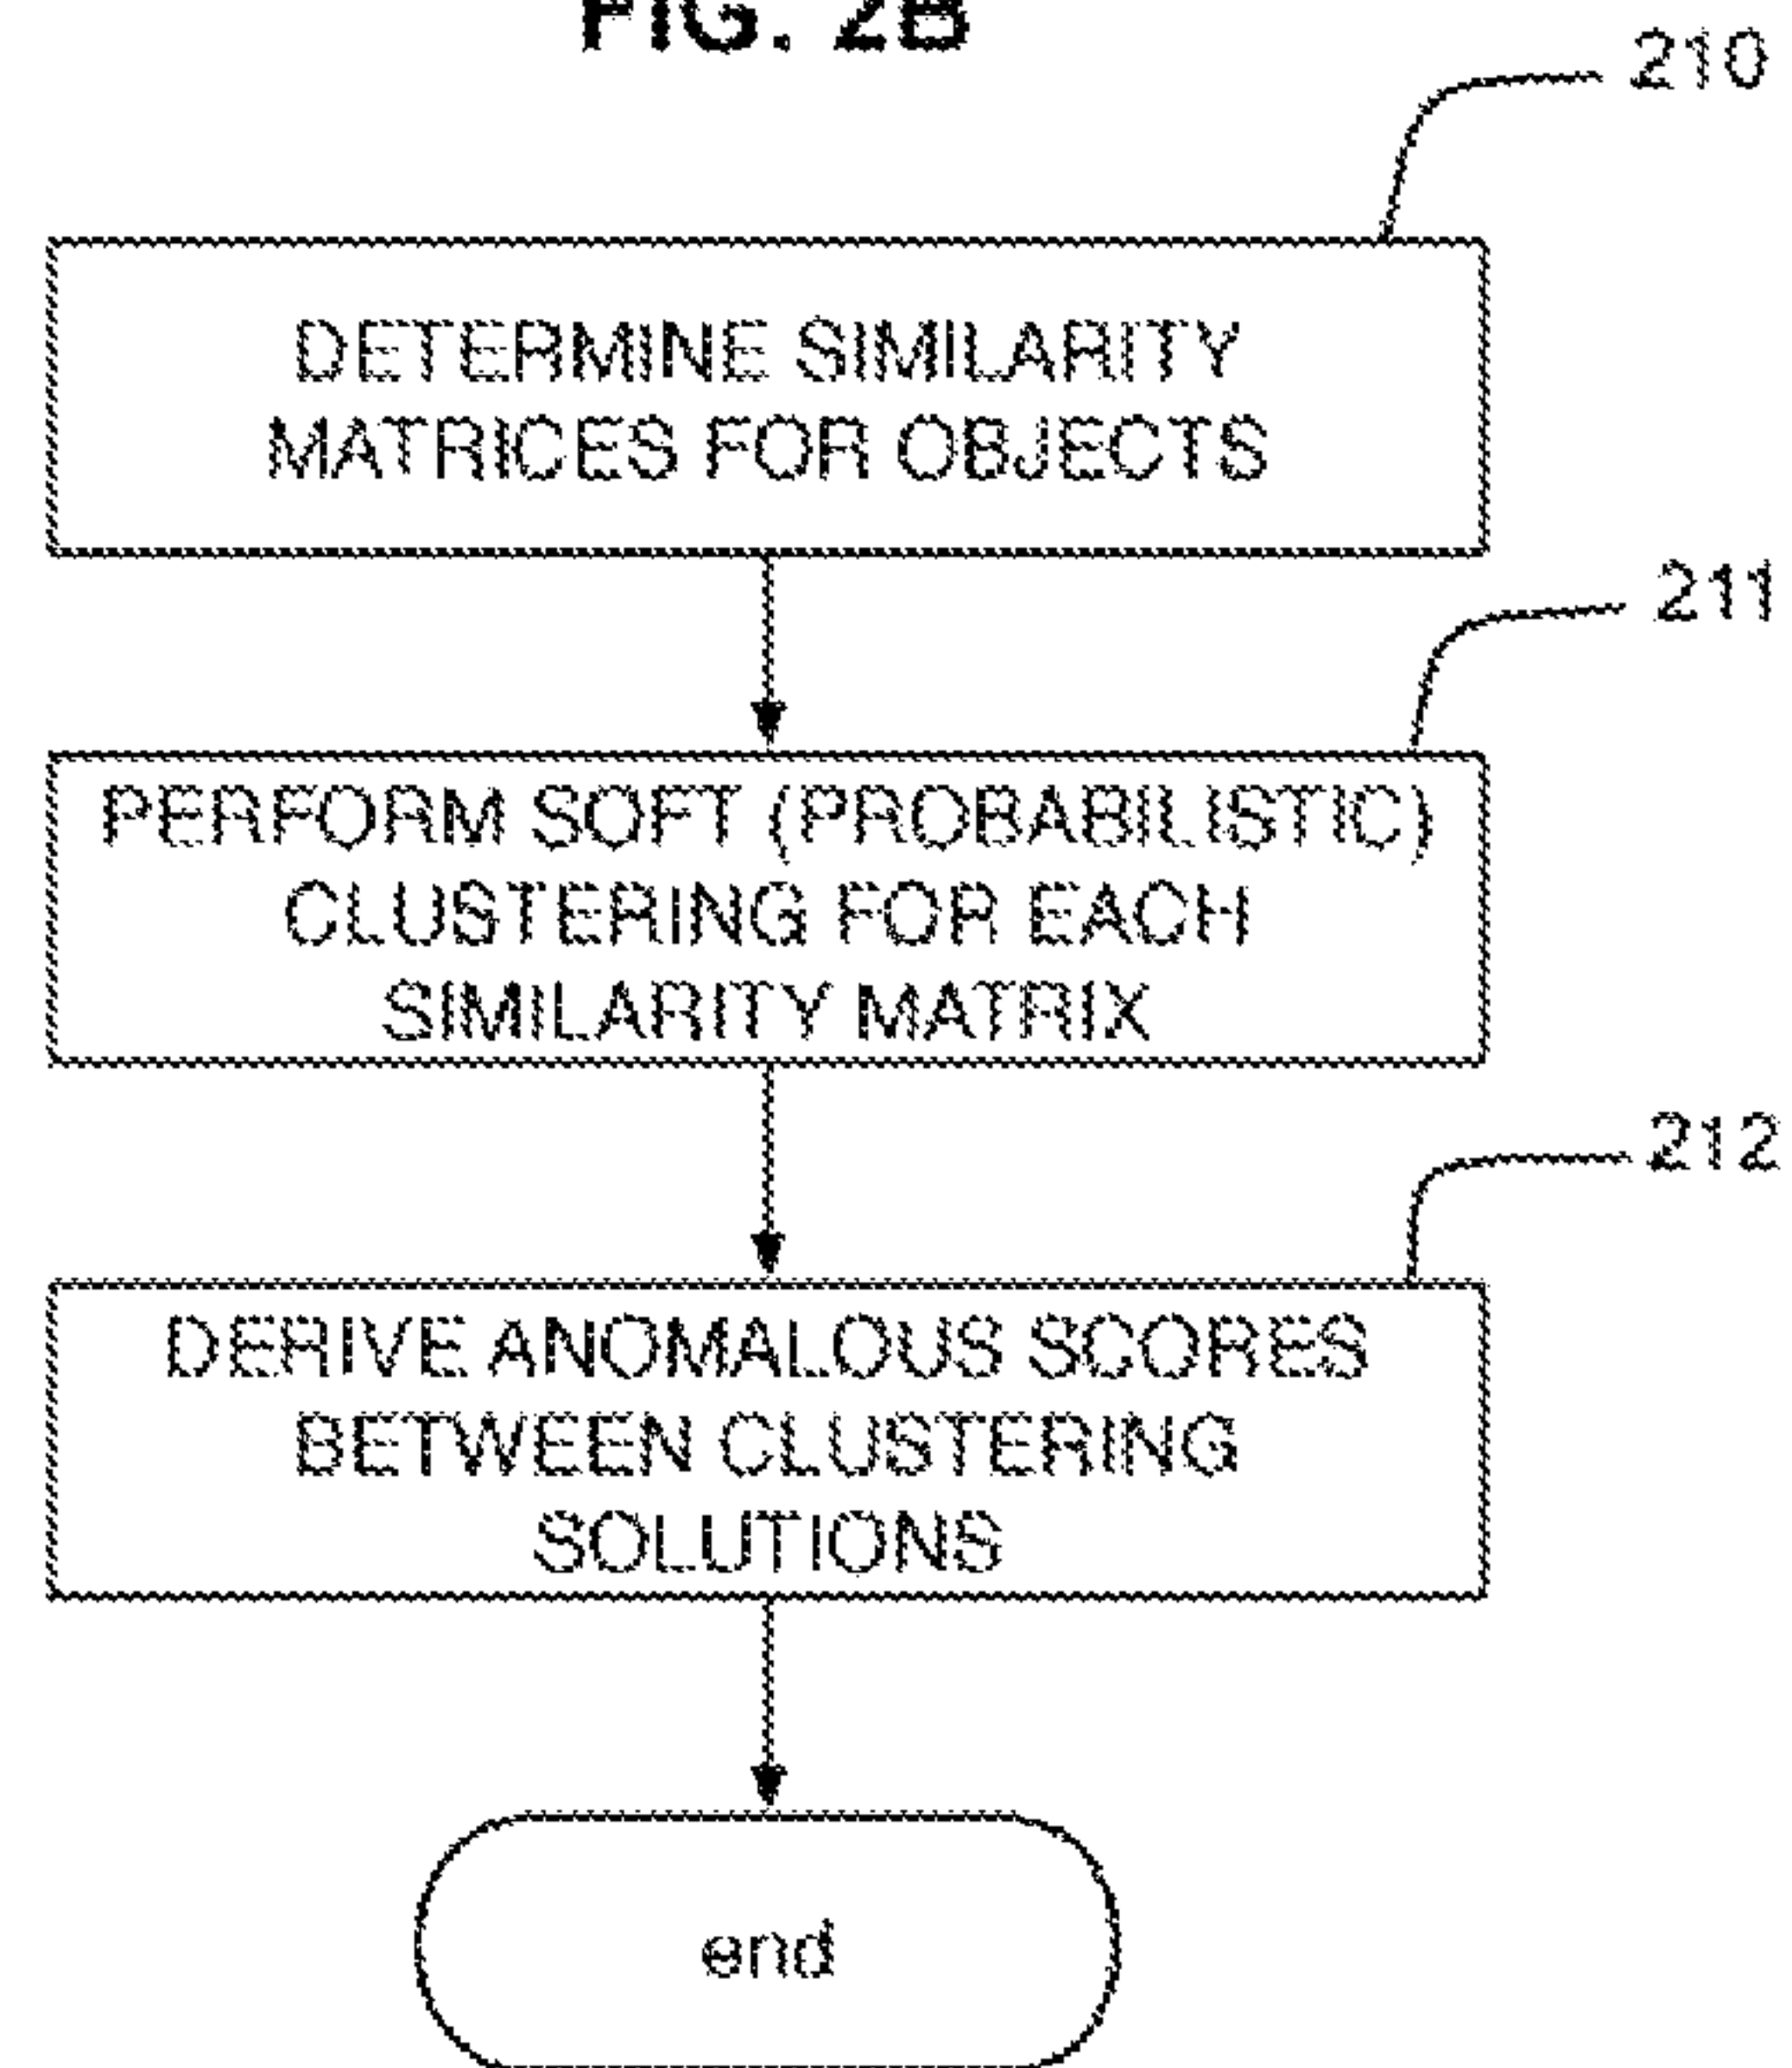 FIG. 2B
210
DETERMINE SIMILARITY
MATRICES FOR OBJECTS
211
PERFORM SOFT (PROBABILISTIC)
CLUSTERING FOR EACH
SIMILARITY MATRIX
212
DERIVE ANOMALOUS SCORES
BETWEEN CLUSTERING
SOLUTIONS
end